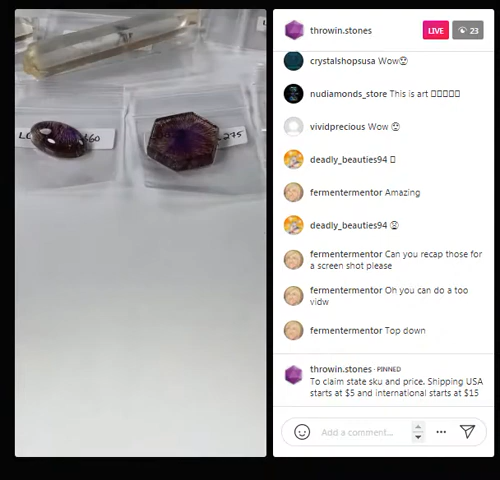 60
275
throwin.stones
LIVE
23
crystalshopsusa Wow
nudiamonds_store This is art
vividprecious Wow
deadly_beauties94
fermentermentor Amazing
deadly_beauties94
fermentermentor Can you recap those for
a screen shot please
fermentermentor Oh you can do a too
vidw
fermentermentor Top down
throwin.stones · PINNED
To claim state sku and price. Shipping USA
starts at $5 and international starts at $15
Add a comment...